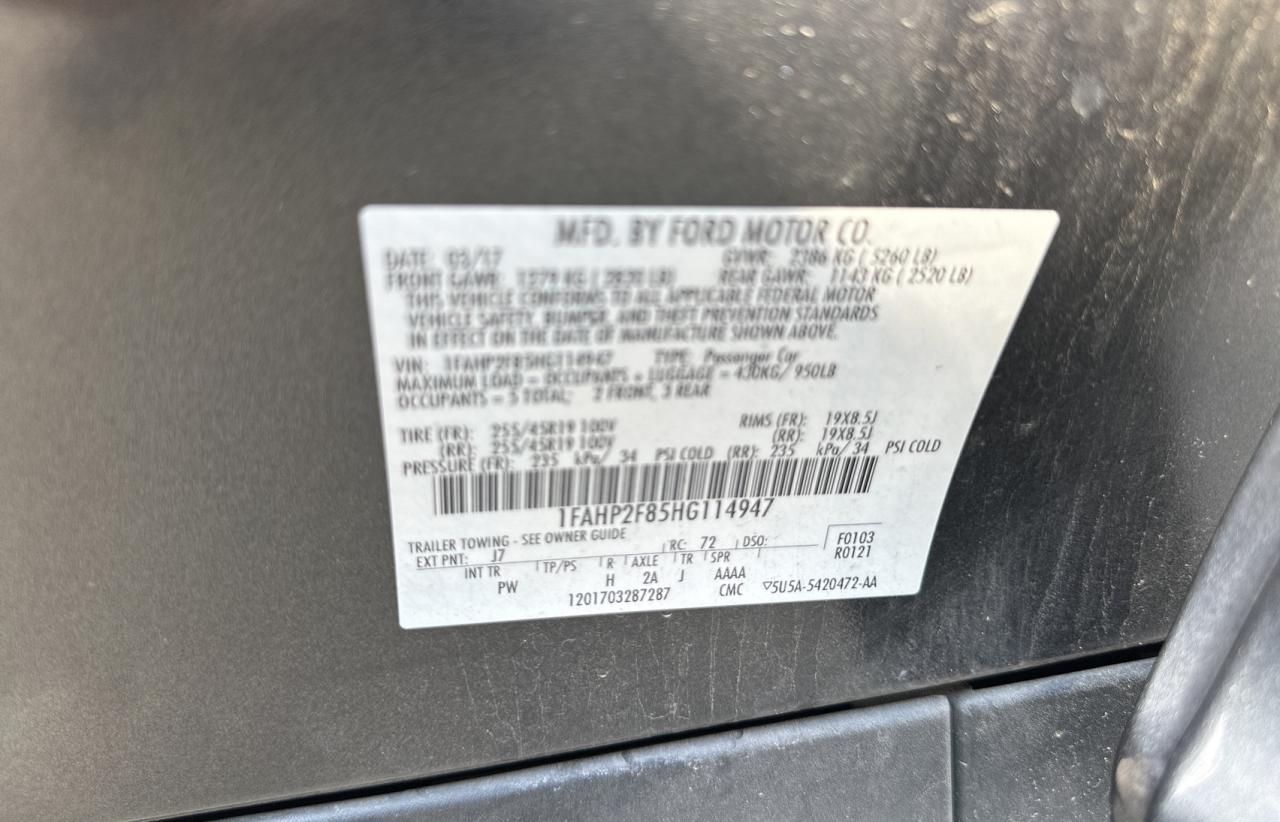 MFD. BY FORD MOTOR CO.
DATE: 03/17 GVWR: 2386 KG ( 5260 LB)
FRONT GAWR: KG ( LB) REAR GAWR: 1143 KG ( 2520 LB)
THIS VEHICLE CONFORMS TO ALL APPLICABLE FEDERAL MOTOR
VEHICLE SAFETY, BUMPER, AND THEFT PREVENTION STANDARDS
IN EFFECT ON THE DATE OF MANUFACTURE SHOWN ABOVE.
VIN: 1FAHP2F85HG114947 TYPE: Passenger Car
MAXIMUM LOAD = OCCUPANTS + LUGGAGE = 430KG/ 950LB
OCCUPANTS = 5 TOTAL; 2 FRONT, 3 REAR
TIRE (FR): 255/45R19 100V RIMS (FR): 19X8.5J
(RR): 255/45R19 100V (RR): 19X8.5J
PRESSURE (FR): 235 kPa/ 34 PSI COLD (RR): 235 kPa/ 34 PSI COLD
1FAHP2F85HG114947
TRAILER TOWING - SEE OWNER GUIDE F0103
EXT PNT: J7 RC: 72 DSO: R0121
INT TR TP/PS R AXLE TR SPR
PW H 2A J AAAA
1201703287287 CMC ▽5U5A-5420472-AA